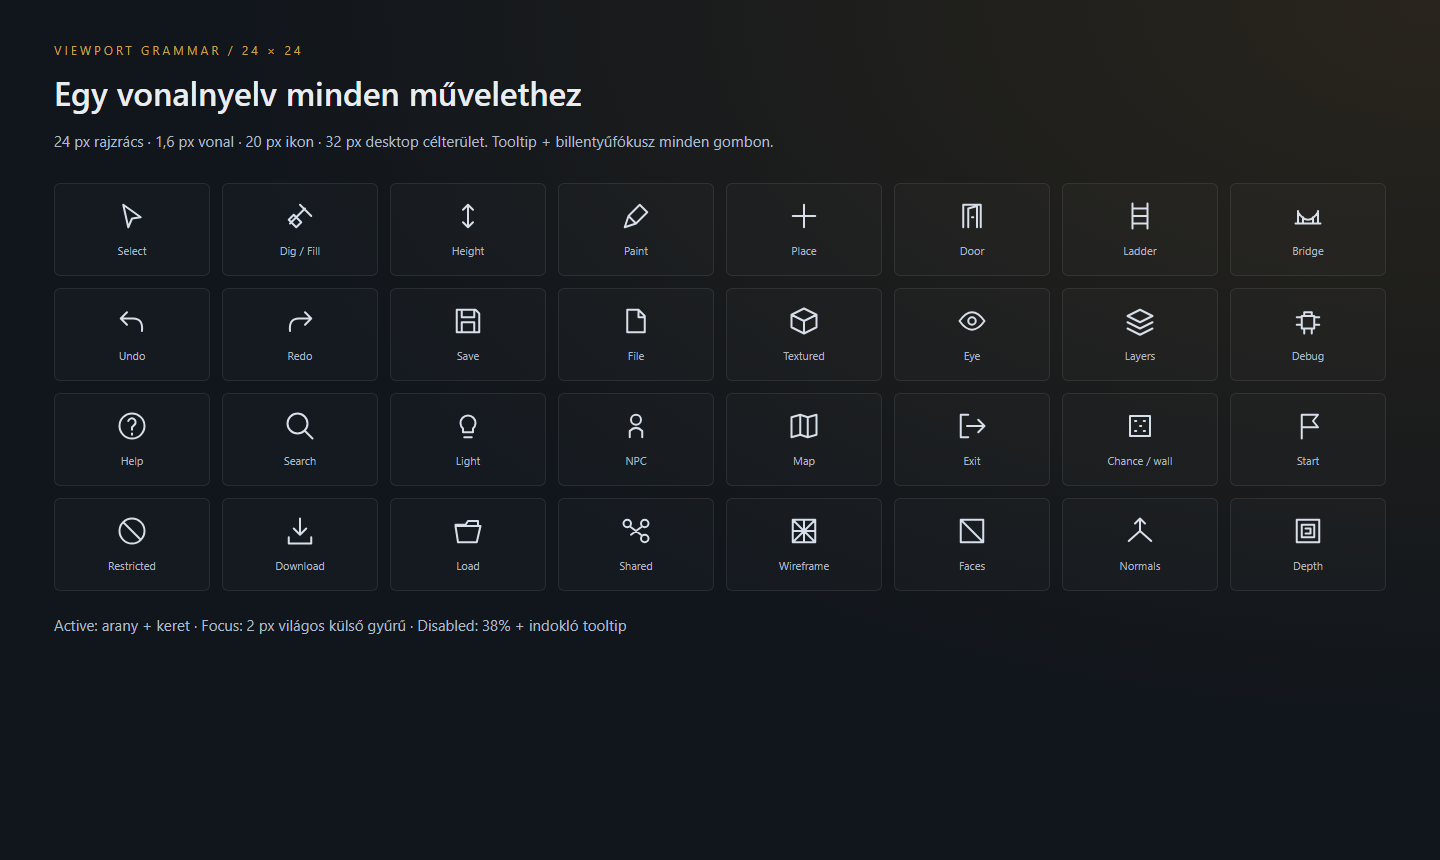 VIEWPORT GRAMMAR / 24 × 24
Egy vonalnyelv minden művelethez
24 px rajzrács · 1,6 px vonal · 20 px ikon · 32 px desktop célterület. Tooltip + billentyűfókusz minden gombon.
Select
Dig / Fill
Height
Paint
Place
Door
Ladder
Bridge
Undo
Redo
Save
File
Textured
Eye
Layers
Debug
Help
Search
Light
NPC
Map
Exit
Chance / wall
Start
Restricted
Download
Load
Shared
Wireframe
Faces
Normals
Depth
Active: arany + keret · Focus: 2 px világos külső gyűrű · Disabled: 38% + indokló tooltip